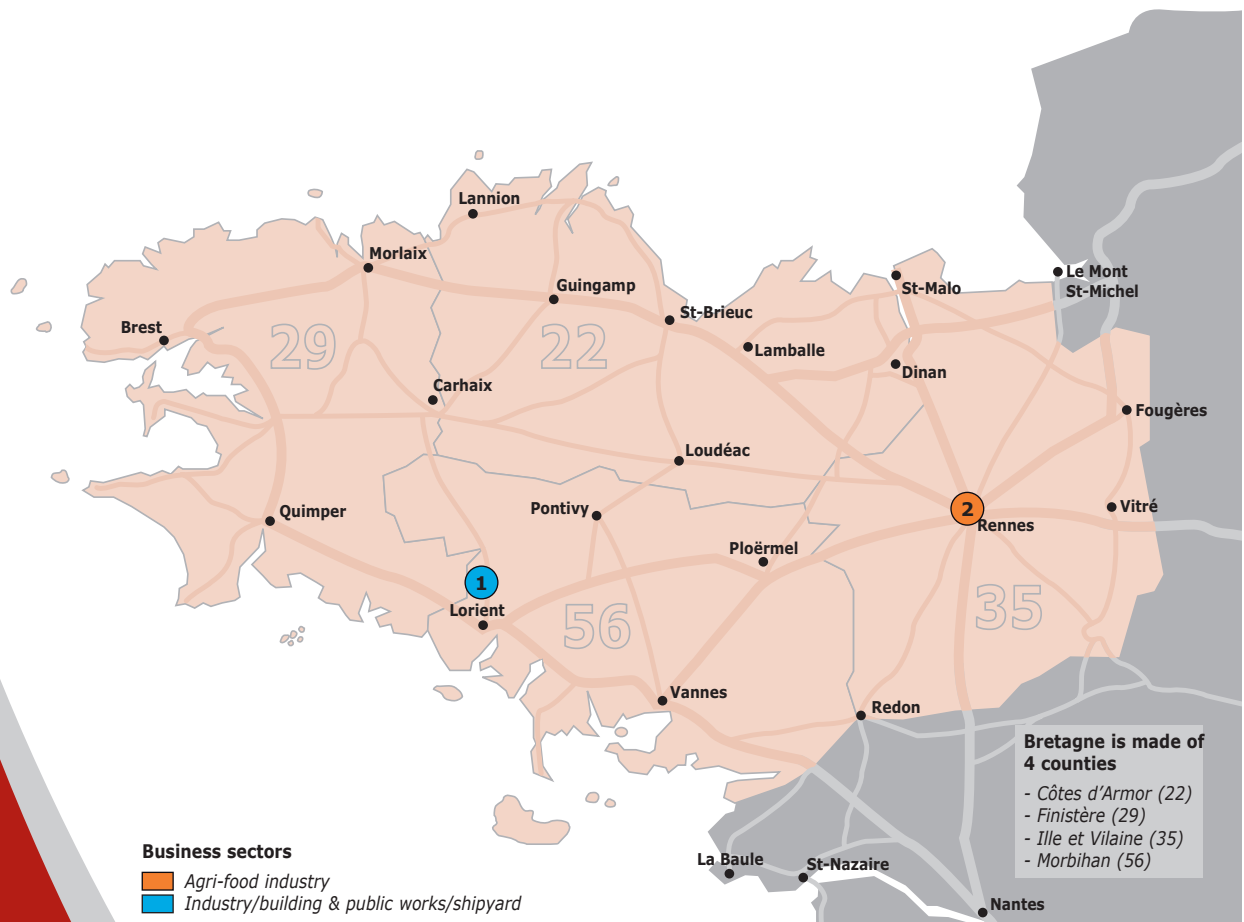 Lannion
Morlaix
Guingamp
St-Brieuc
St-Malo
Le Mont
St-Michel
Brest
29
22
Lamballe
Dinan
Carhaix
Fougères
Loudéac
Quimper
Pontivy
2
Rennes
Vitré
Ploërmel
1
Lorient
56
35
Vannes
Redon
Bretagne is made of
4 counties
- Côtes d'Armor (22)
- Finistère (29)
- Ille et Vilaine (35)
- Morbihan (56)
La Baule
St-Nazaire
Nantes
Business sectors
Agri-food industry
Industry/building & public works/shipyard